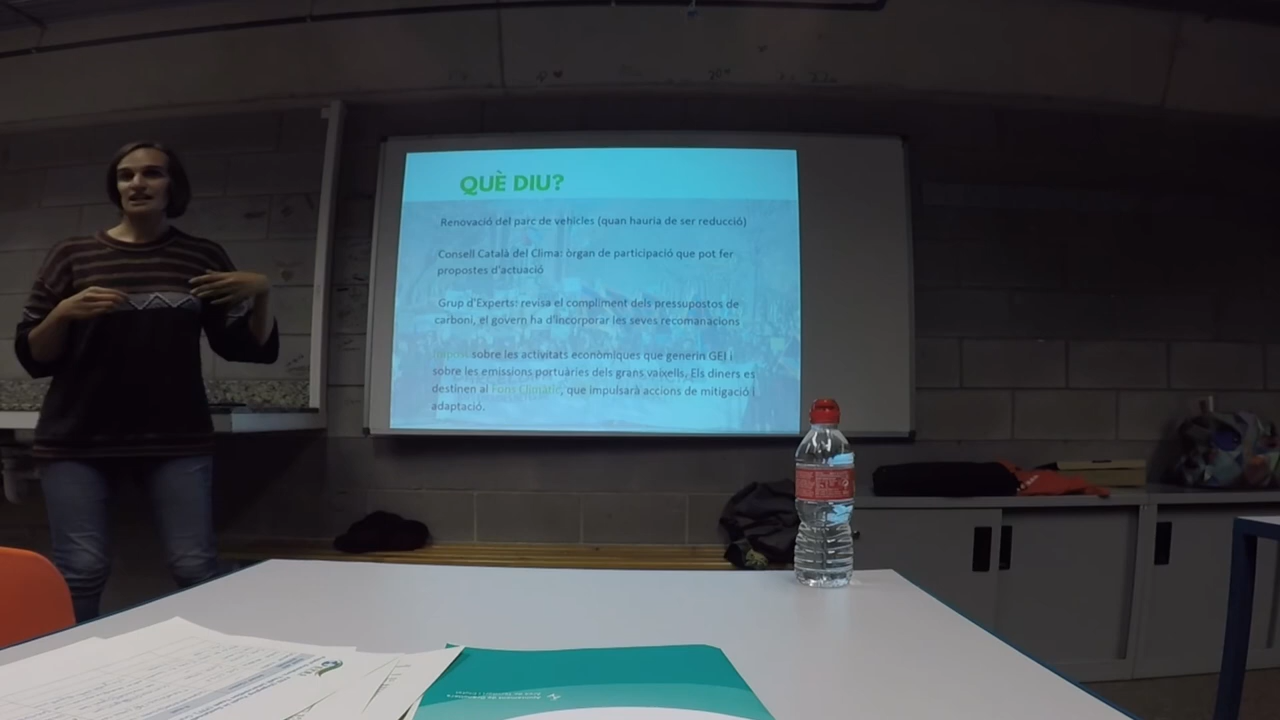 QUÈ DIU?
Renovació del parc de vehicles (quan hauria de ser reducció)
Consell Català del Clima: òrgan de participació que pot fer
propostes d'actuació
Grup d'Experts: revisa el compliment dels pressupostos de
carboni, el govern ha d'incorporar les seves recomanacions
Impost sobre les activitats econòmiques que generin GEI i
sobre les emissions portuàries dels grans vaixells. Els diners es
destinen al Fons Climàtic, que impulsarà accions de mitigació i
adaptació.